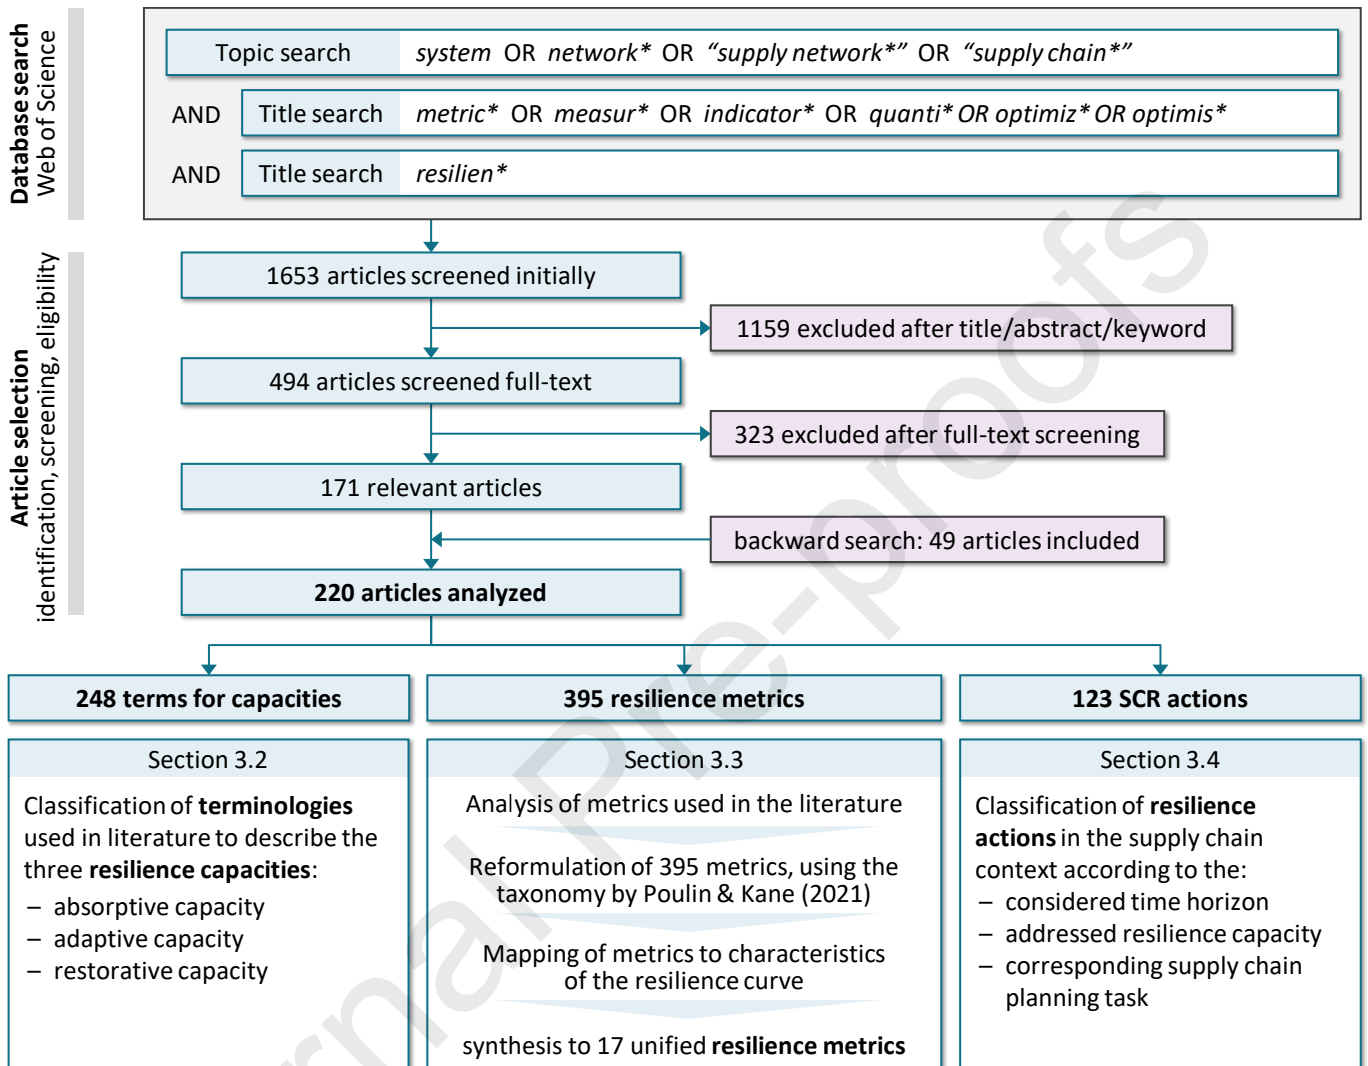 Database search
Web of Science
Topic search system OR network* OR “supply network*” OR “supply chain*”
AND Title search metric* OR measur* OR indicator* OR quanti* OR optimiz* OR optimis*
AND Title search resilien*
Article selection
identification, screening, eligibility
1653 articles screened initially
1159 excluded after title/abstract/keyword
494 articles screened full-text
323 excluded after full-text screening
171 relevant articles
backward search: 49 articles included
220 articles analyzed
248 terms for capacities
Section 3.2
Classification of terminologies
used in literature to describe the
three resilience capacities:
– absorptive capacity
– adaptive capacity
– restorative capacity
395 resilience metrics
Section 3.3
Analysis of metrics used in the literature
Reformulation of 395 metrics, using the
taxonomy by Poulin & Kane (2021)
Mapping of metrics to characteristics
of the resilience curve
synthesis to 17 unified resilience metrics
123 SCR actions
Section 3.4
Classification of resilience
actions in the supply chain
context according to the:
– considered time horizon
– addressed resilience capacity
– corresponding supply chain
planning task
rnal Pre-proofs